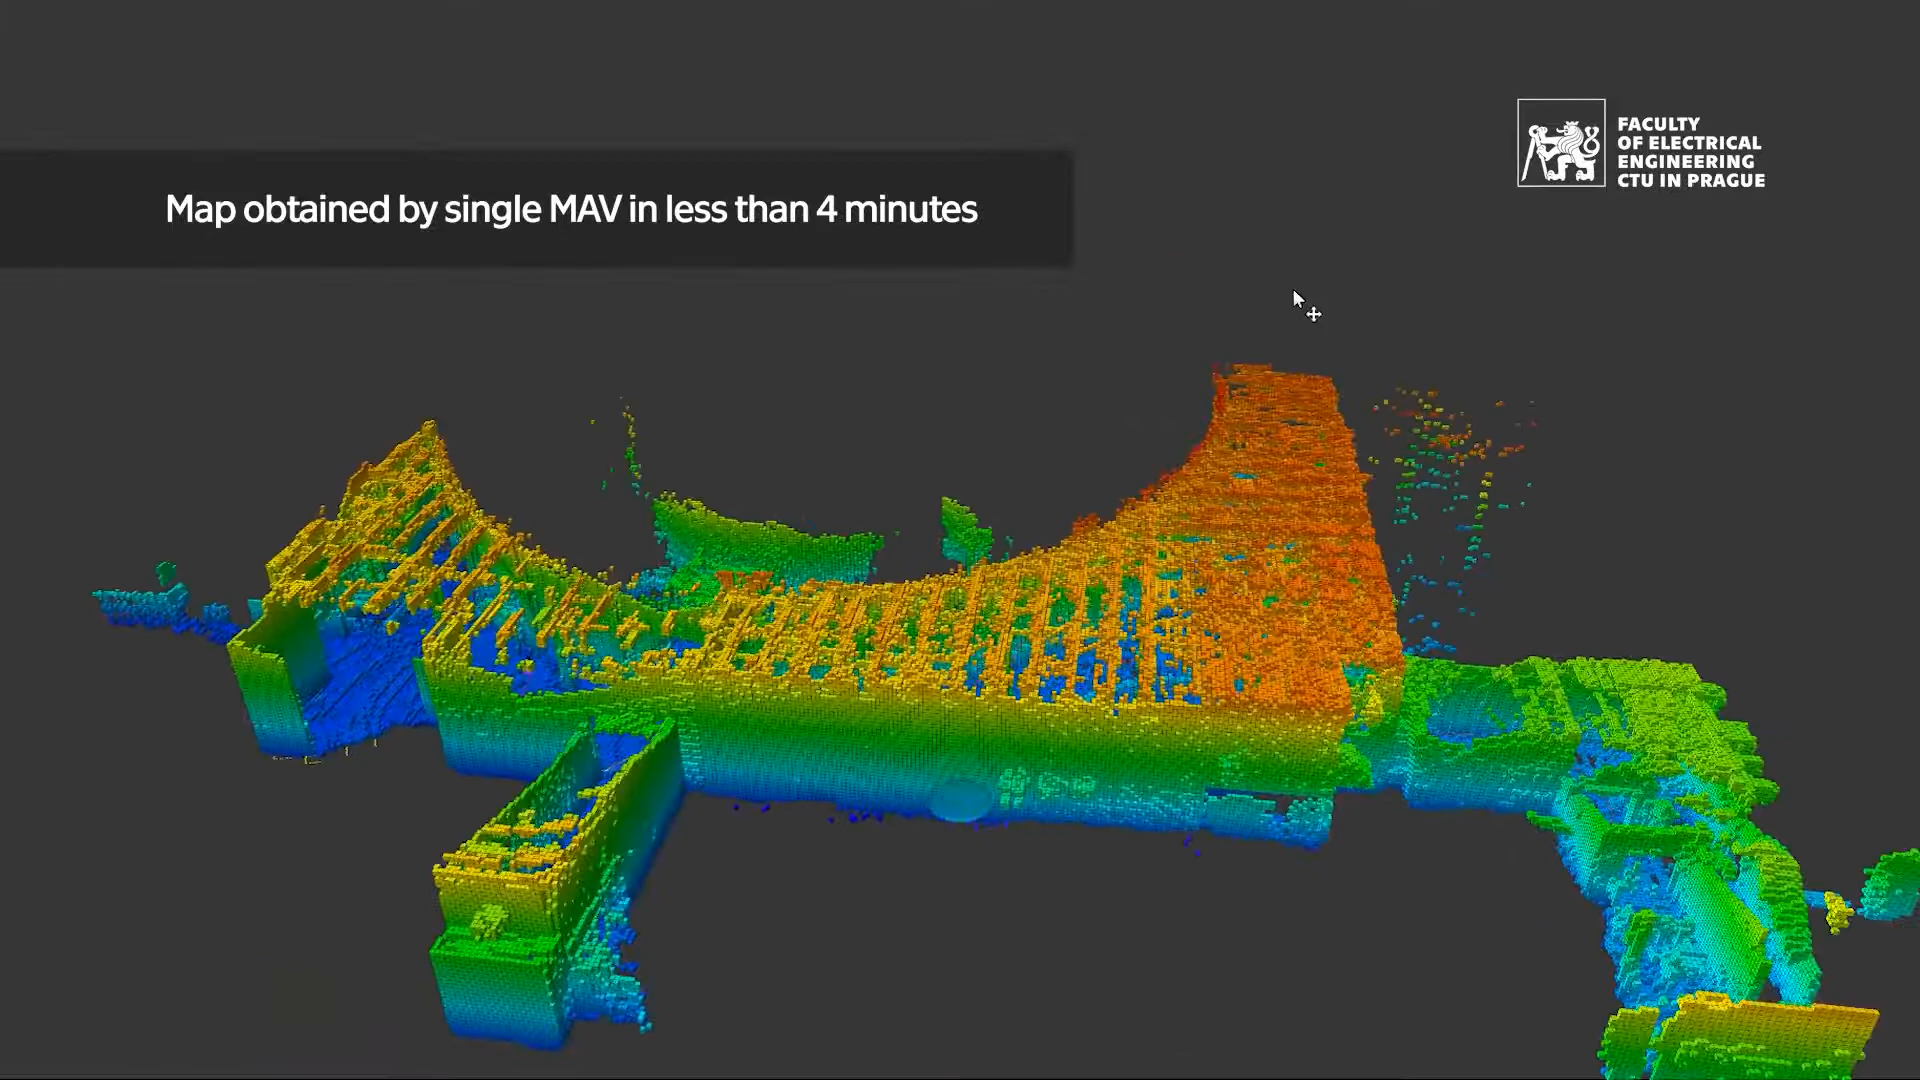 Map obtained by single MAV in less than 4 minutes
FACULTY
OF ELECTRICAL
ENGINEERING
CTU IN PRAGUE